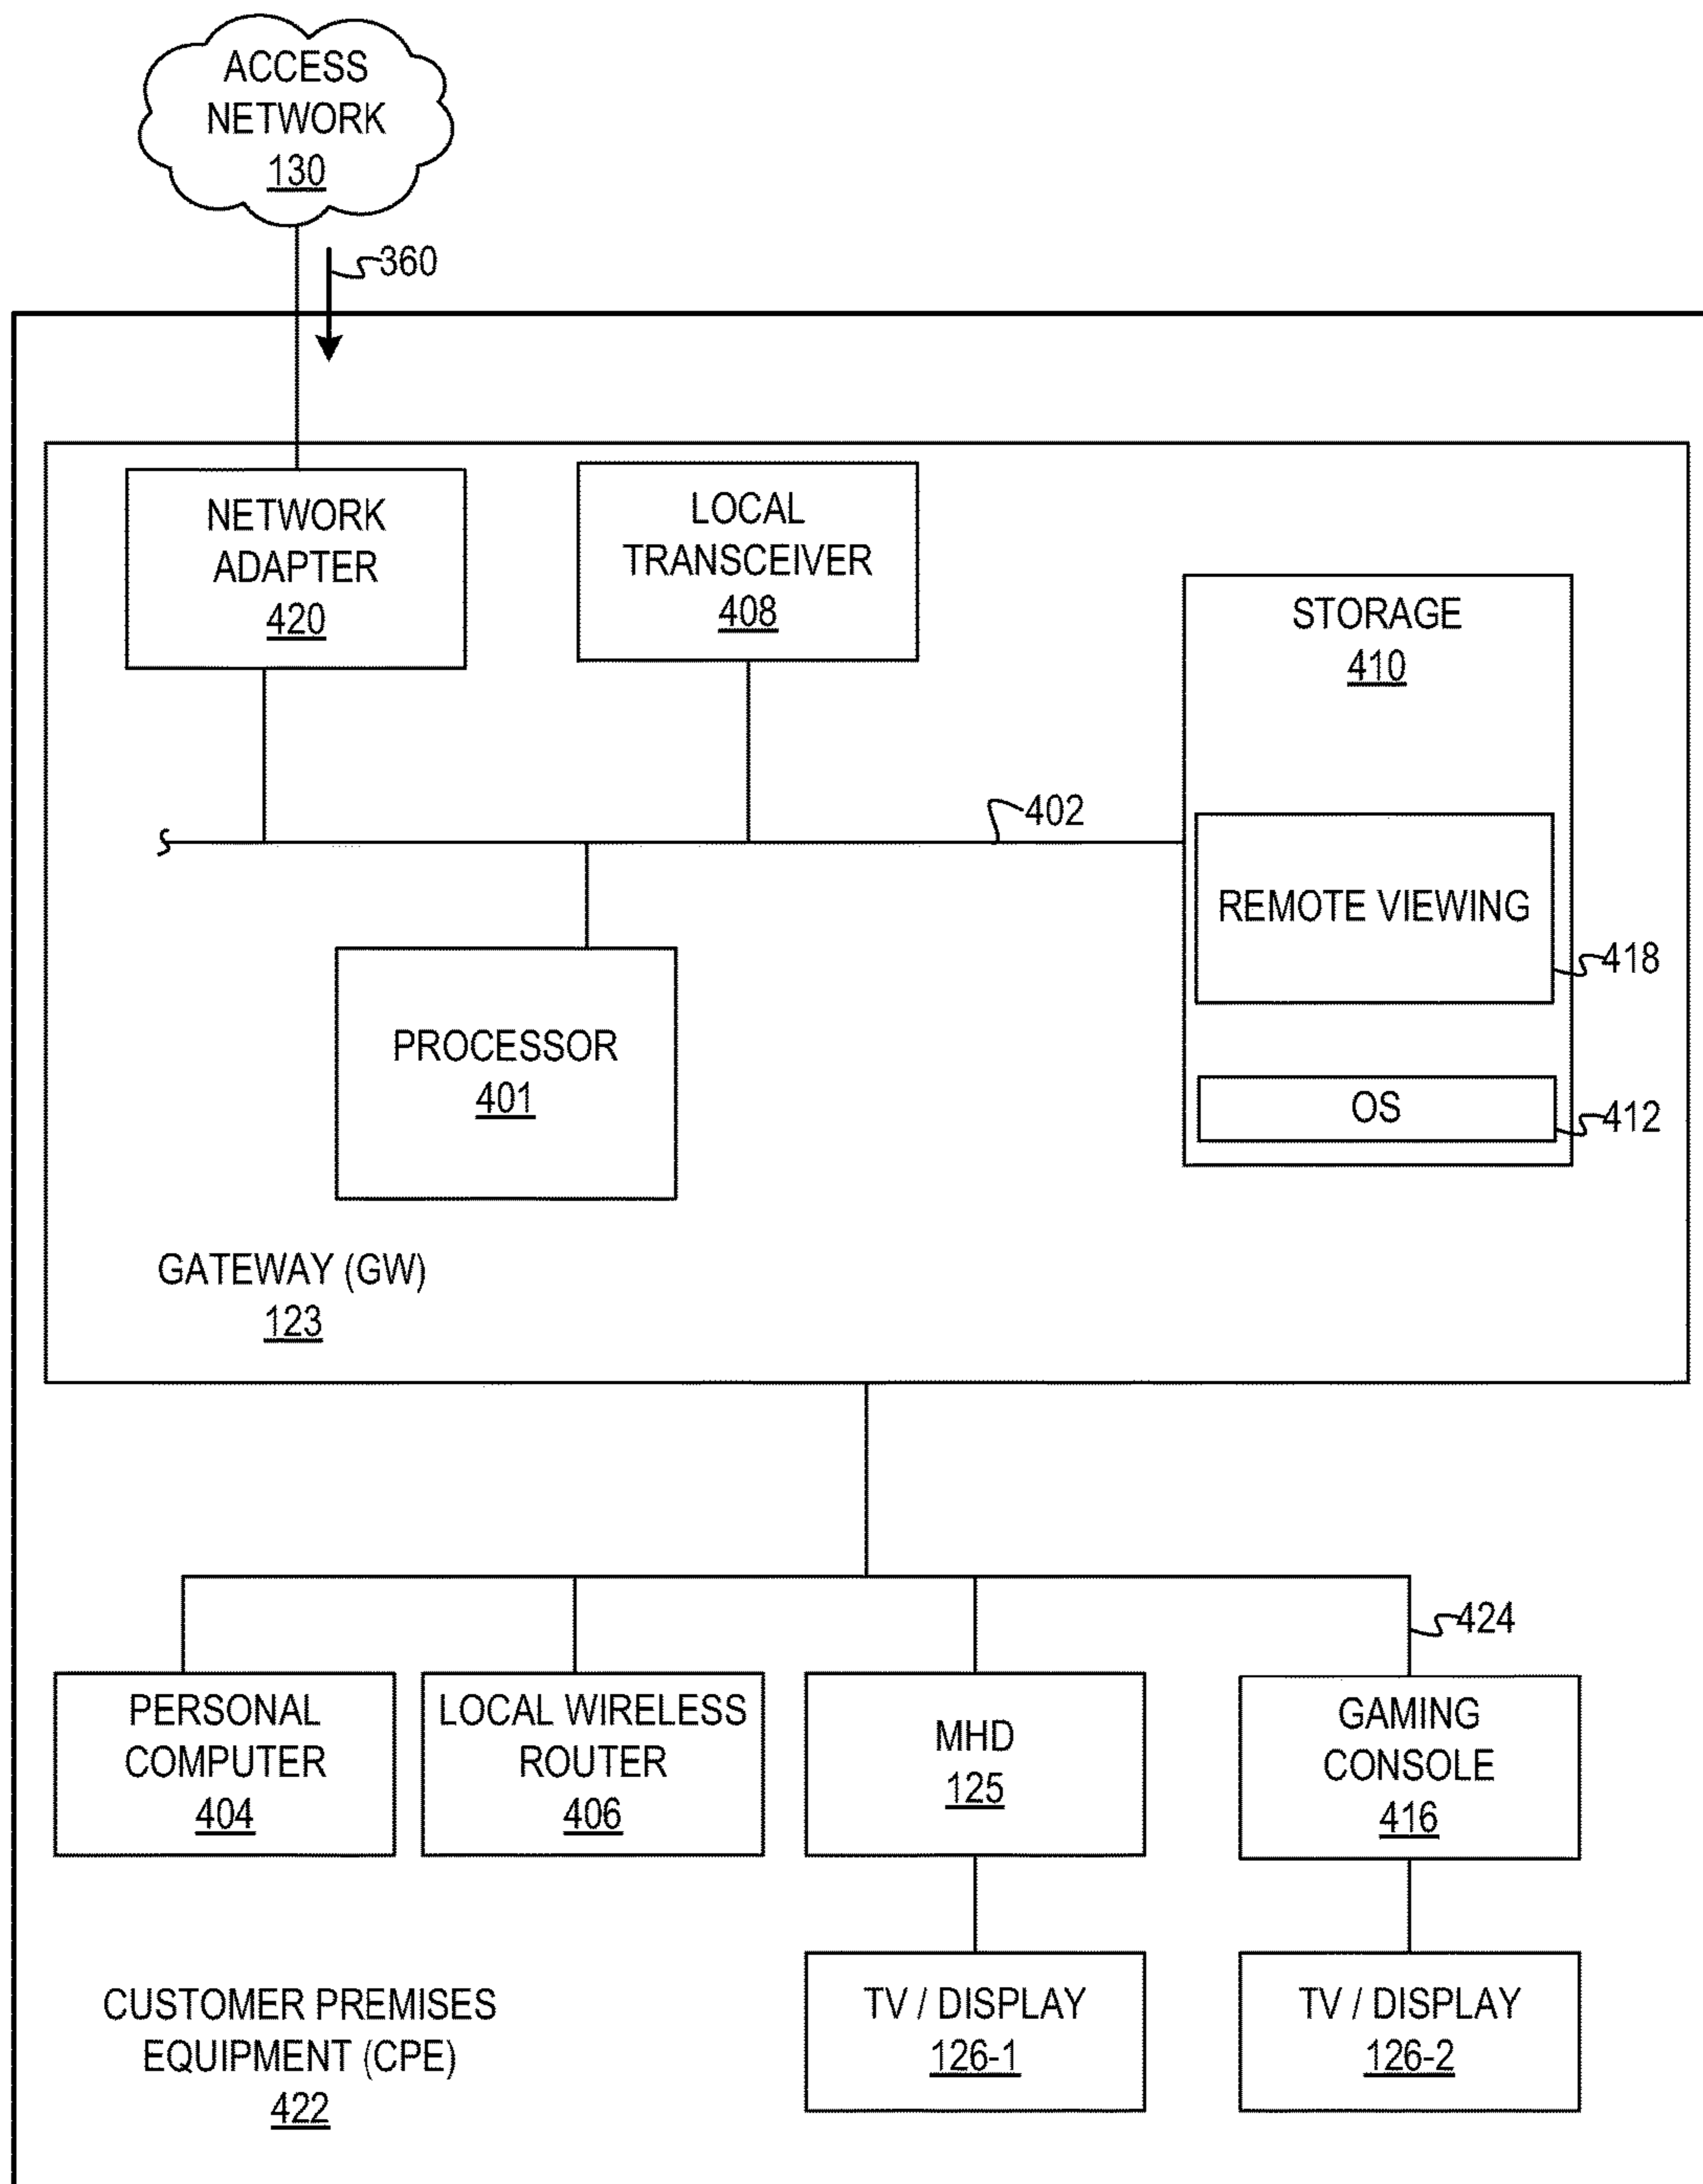 ACCESS
NETWORK
130
360
NETWORK
ADAPTER
420
LOCAL
TRANSCEIVER
408
STORAGE
410
402
REMOTE VIEWING
418
PROCESSOR
401
OS
412
GATEWAY (GW)
123
424
PERSONAL
COMPUTER
404
LOCAL WIRELESS
ROUTER
406
MHD
125
GAMING
CONSOLE
416
CUSTOMER PREMISES
EQUIPMENT (CPE)
422
TV / DISPLAY
126-1
TV / DISPLAY
126-2